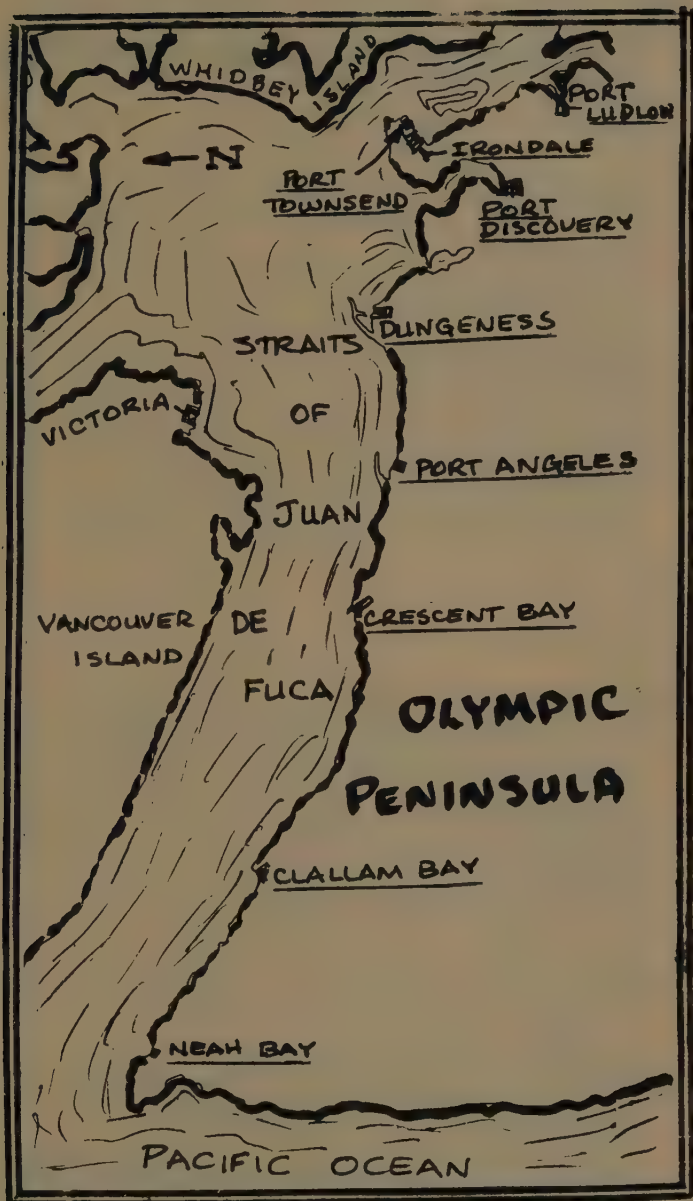 WHIDBEY ISLAND
PORT
LUDLOW
← N
IRONDALE
PORT
TOWNSEND
PORT
DISCOVERY
DUNGENESS
STRAITS
OF
VICTORIA
PORT ANGELES
JUAN
VANCOUVER
ISLAND
DE
CRESCENT BAY
FUCA
OLYMPIC
PENINSULA
CLALLAM BAY
NEAH BAY
PACIFIC OCEAN